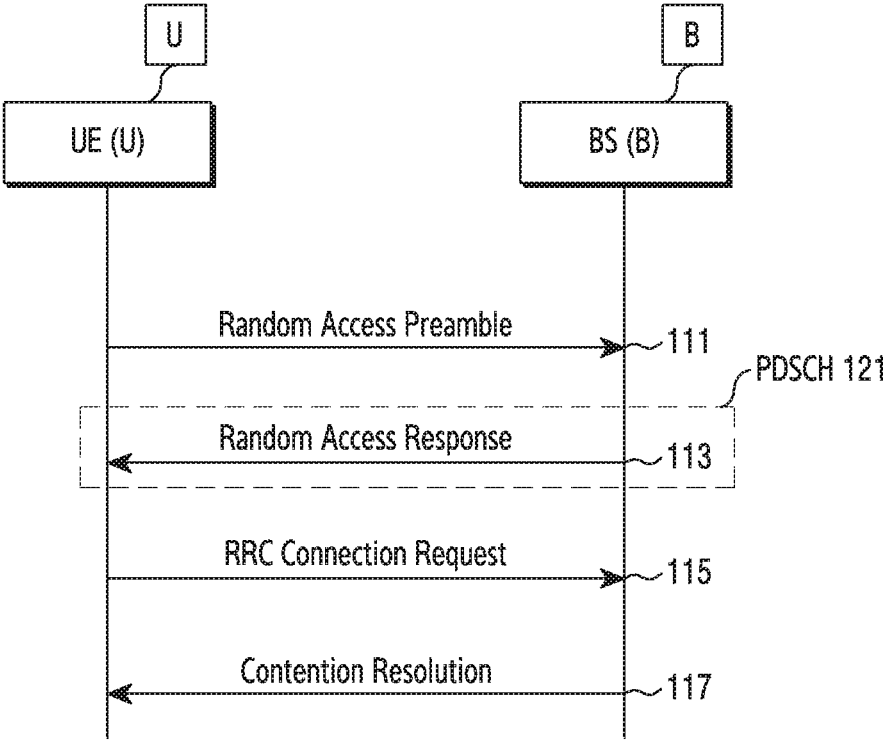 U
B
UE (U)
BS (B)
Random Access Preamble
111
PDSCH 121
Random Access Response
113
RRC Connection Request
115
Contention Resolution
117